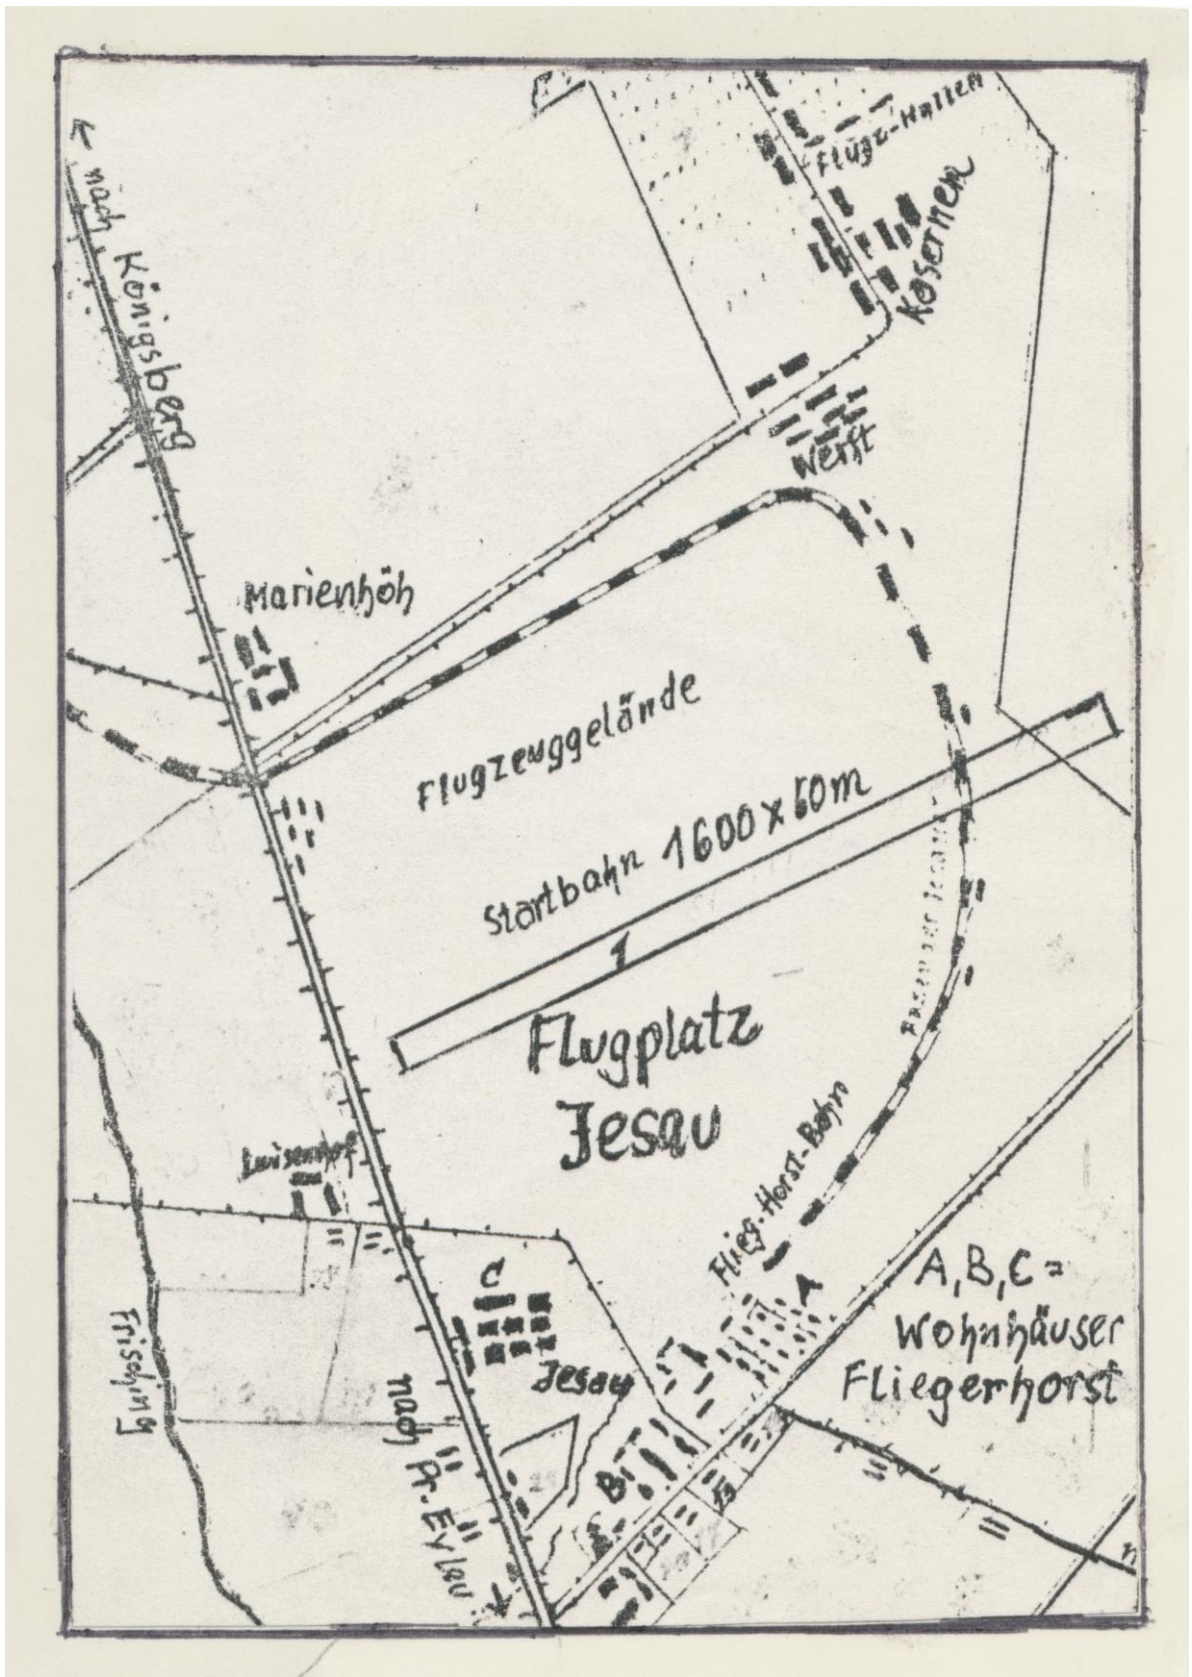 Flugz-Hallen
Kasernem
nach Königsberg
Werft
Marienhöh
Flugzeuggelände
Startbahn 1600 x 60m
1
Flugplatz
Jesau
Luisenhof
Flieg.-Horst-Bahn
A
C
Jesau
A, B, C =
Wohnhäuser
Fliegerhorst
Frisching
nach Pr.-Eylau
B